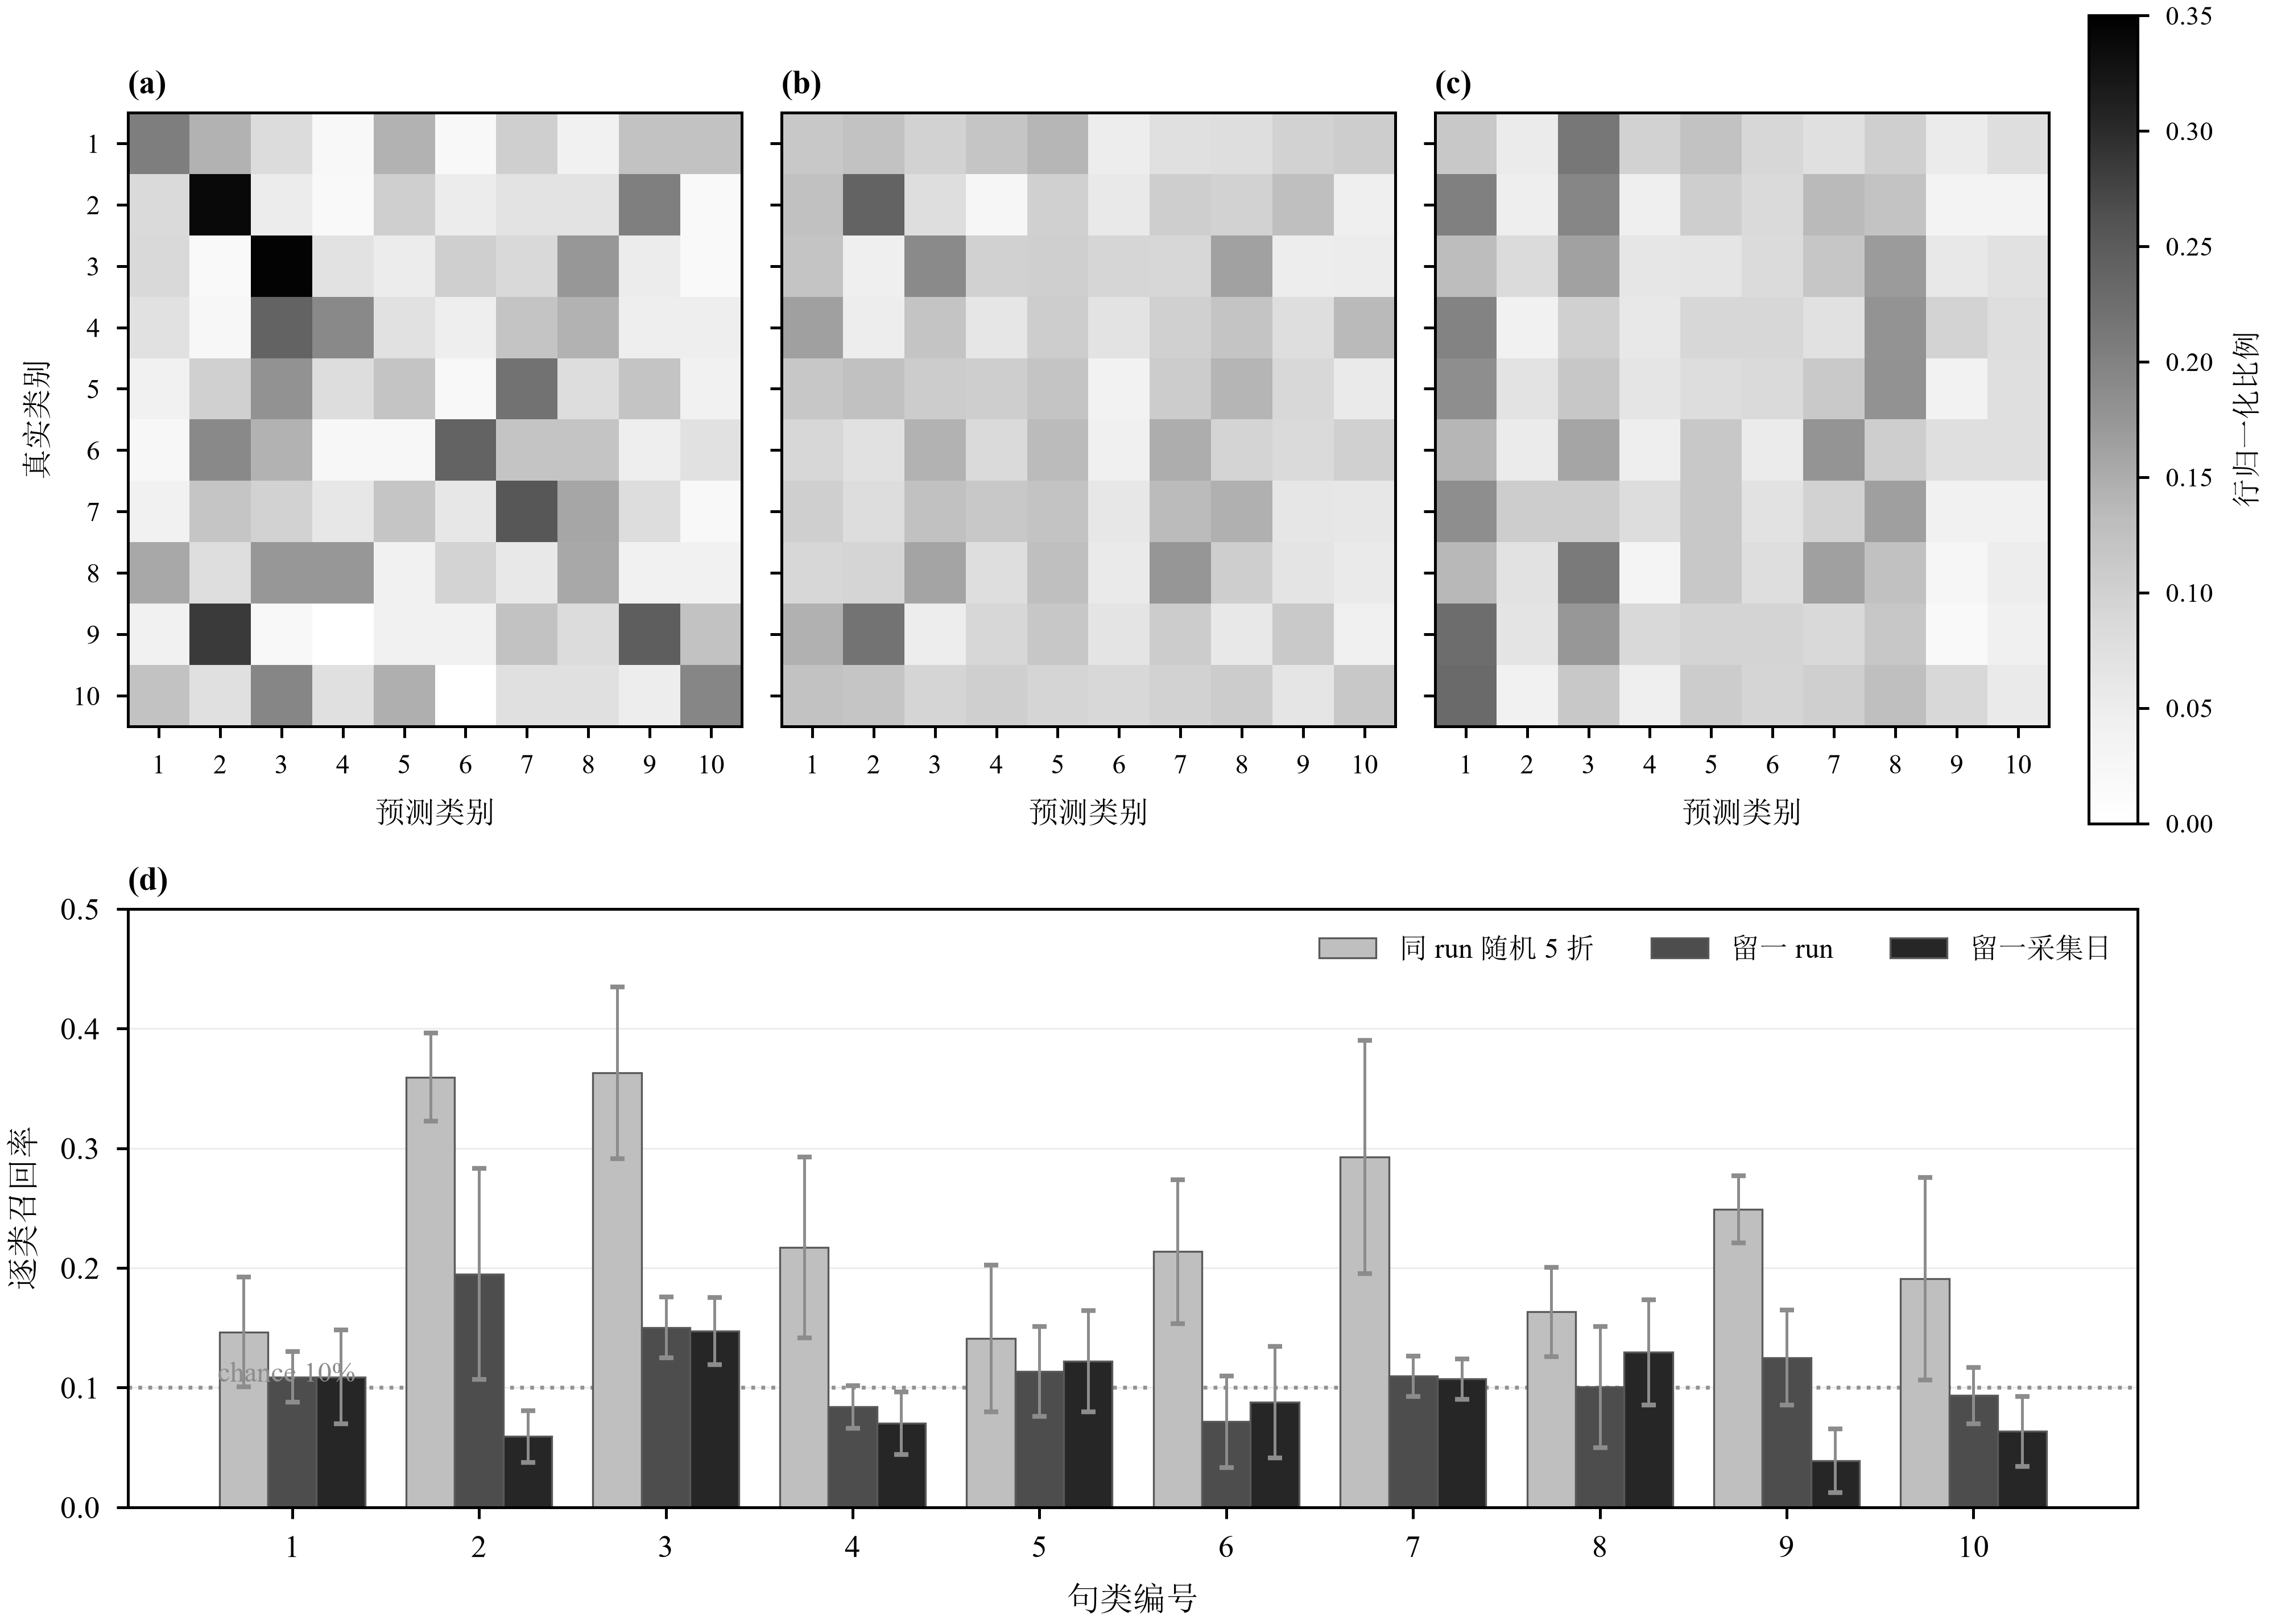 (a)
(b)
(c)
1
2
3
4
5
6
7
8
9
10
真实类别
1 2 3 4 5 6 7 8 9 10
预测类别
1 2 3 4 5 6 7 8 9 10
预测类别
1 2 3 4 5 6 7 8 9 10
预测类别
0.35
0.30
0.25
0.20
0.15
0.10
0.05
0.00
行归一化比例
(d)
0.5
0.4
0.3
0.2
0.1
0.0
逐类召回率
同 run 随机 5 折
留一 run
留一采集日
chance 10%
1 2 3 4 5 6 7 8 9 10
句类编号